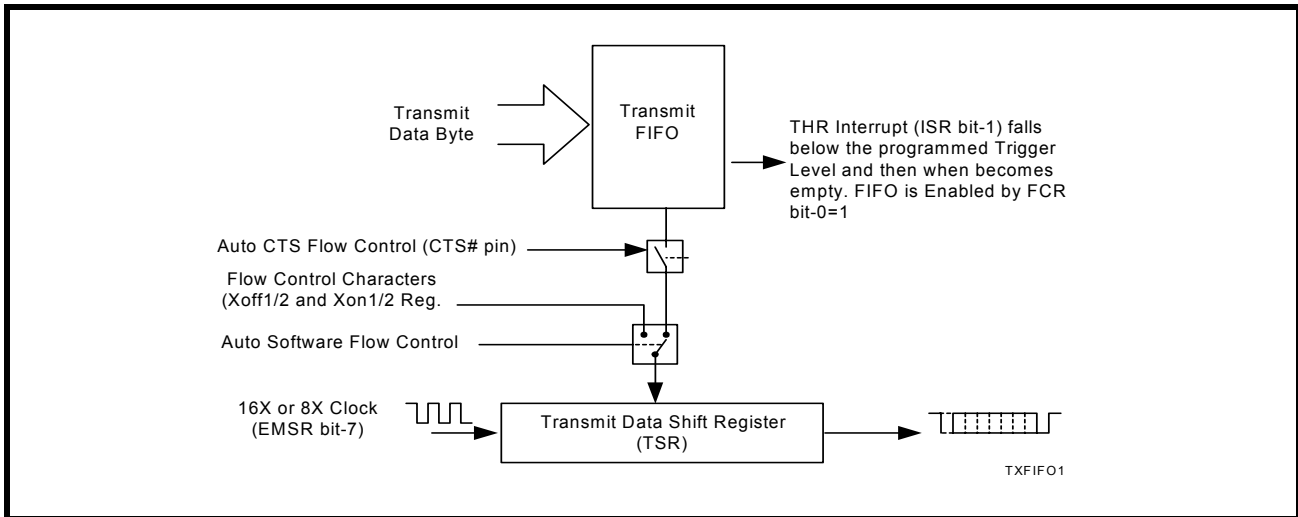 Transmit
FIFO
Transmit
Data Byte
THR Interrupt (ISR bit-1) falls
below the programmed Trigger
Level and then when becomes
empty. FIFO is Enabled by FCR
bit-0=1
Auto CTS Flow Control (CTS# pin)
Flow Control Characters
(Xoff1/2 and Xon1/2 Reg.
Auto Software Flow Control
16X or 8X Clock
(EMSR bit-7)
Transmit Data Shift Register
(TSR)
TXFIFO1